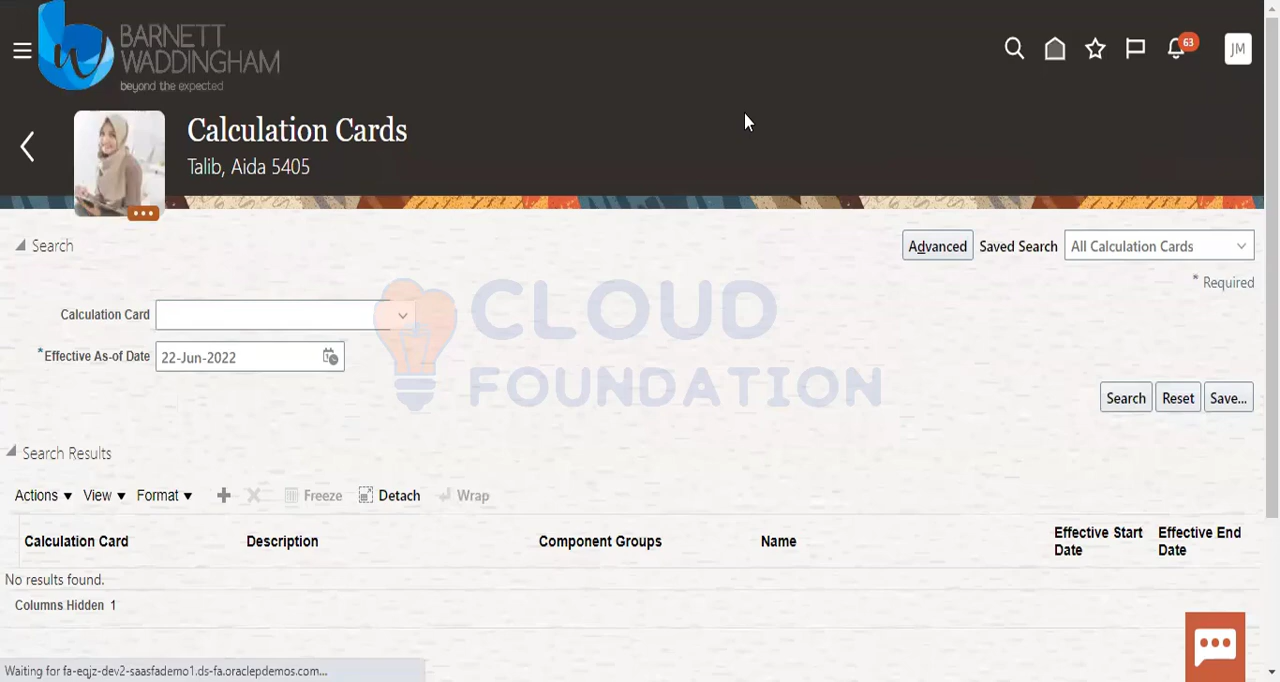 BARNETT
WADDINGHAM
beyond the expected
63
JM
Calculation Cards
Talib, Aida 5405
Search
Advanced Saved Search All Calculation Cards
* Required
Calculation Card
*Effective As-of Date 22-Jun-2022
CLOUD
FOUNDATION
Search Reset Save...
Search Results
Actions View Format Freeze Detach Wrap
Calculation Card Description Component Groups Name Effective Start Date Effective End Date
No results found.
Columns Hidden 1
Waiting for fa-eqjz-dev2-saasfademo1.ds-fa.oraclepdemos.com...